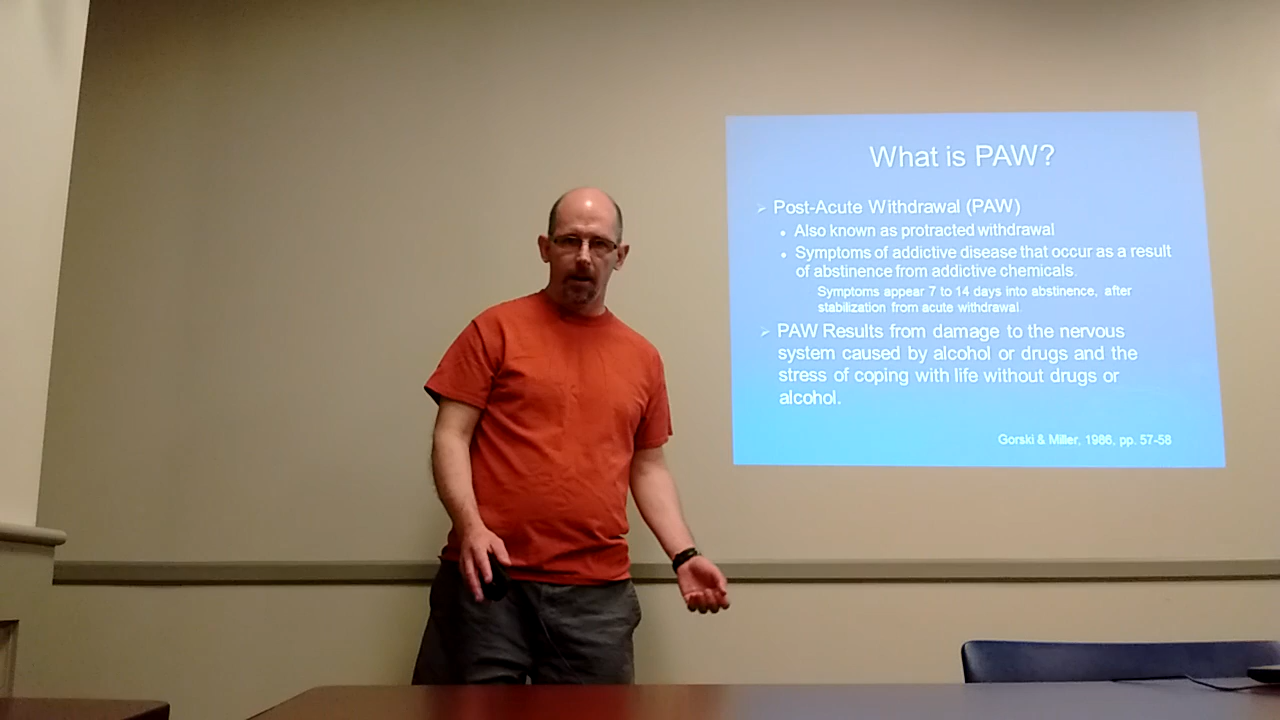 What is PAW?
Post-Acute Withdrawal (PAW)
Also known as protracted withdrawal
Symptoms of addictive disease that occur as a result
of abstinence from addictive chemicals.
Symptoms appear 7 to 14 days into abstinence, after
stabilization from acute withdrawal.
PAW Results from damage to the nervous
system caused by alcohol or drugs and the
stress of coping with life without drugs or
alcohol.
Gorski & Miller, 1986, pp. 57-58